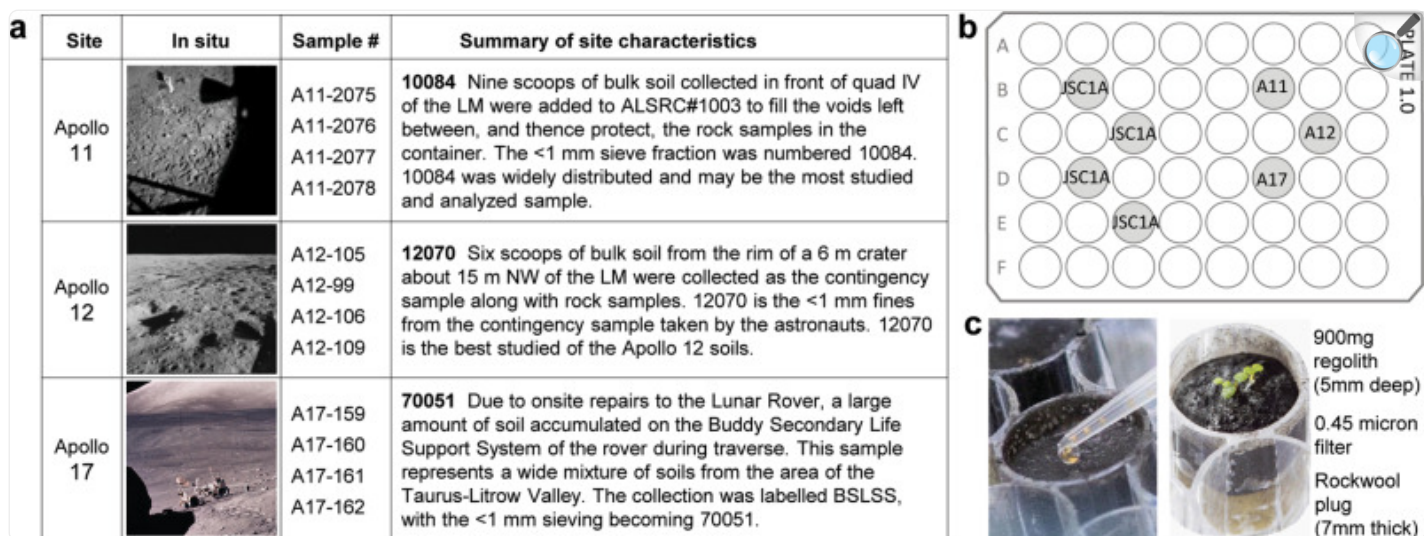 a
Site In situ Sample # Summary of site characteristics
Apollo
11
A11-2075
A11-2076
A11-2077
A11-2078
10084 Nine scoops of bulk soil collected in front of quad IV
of the LM were added to ALSRC#1003 to fill the voids left
between, and thence protect, the rock samples in the
container. The <1 mm sieve fraction was numbered 10084.
10084 was widely distributed and may be the most studied
and analyzed sample.
Apollo
12
A12-105
A12-99
A12-106
A12-109
12070 Six scoops of bulk soil from the rim of a 6 m crater
about 15 m NW of the LM were collected as the contingency
sample along with rock samples. 12070 is the <1 mm fines
from the contingency sample taken by the astronauts. 12070
is the best studied of the Apollo 12 soils.
Apollo
17
A17-159
A17-160
A17-161
A17-162
70051 Due to onsite repairs to the Lunar Rover, a large
amount of soil accumulated on the Buddy Secondary Life
Support System of the rover during traverse. This sample
represents a wide mixture of soils from the area of the
Taurus-Litrow Valley. The collection was labelled BSLSS,
with the <1 mm sieving becoming 70051.
b
PLATE 1.0
A
B JSC1A A11
C JSC1A A12
D JSC1A A17
E JSC1A
F
c
900mg
regolith
(5mm deep)
0.45 micron
filter
Rockwool
plug
(7mm thick)